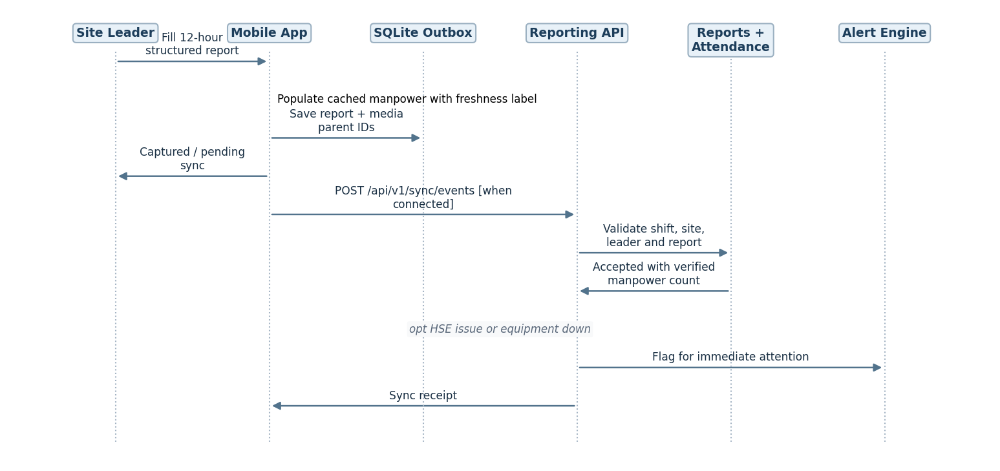 Site Leader
Mobile App
SQLite Outbox
Reporting API
Reports +
Attendance
Alert Engine
Fill 12-hour
structured report
Populate cached manpower with freshness label
Save report + media
parent IDs
Captured / pending
sync
POST /api/v1/sync/events [when
connected]
Validate shift, site,
leader and report
Accepted with verified
manpower count
opt HSE issue or equipment down
Flag for immediate attention
Sync receipt